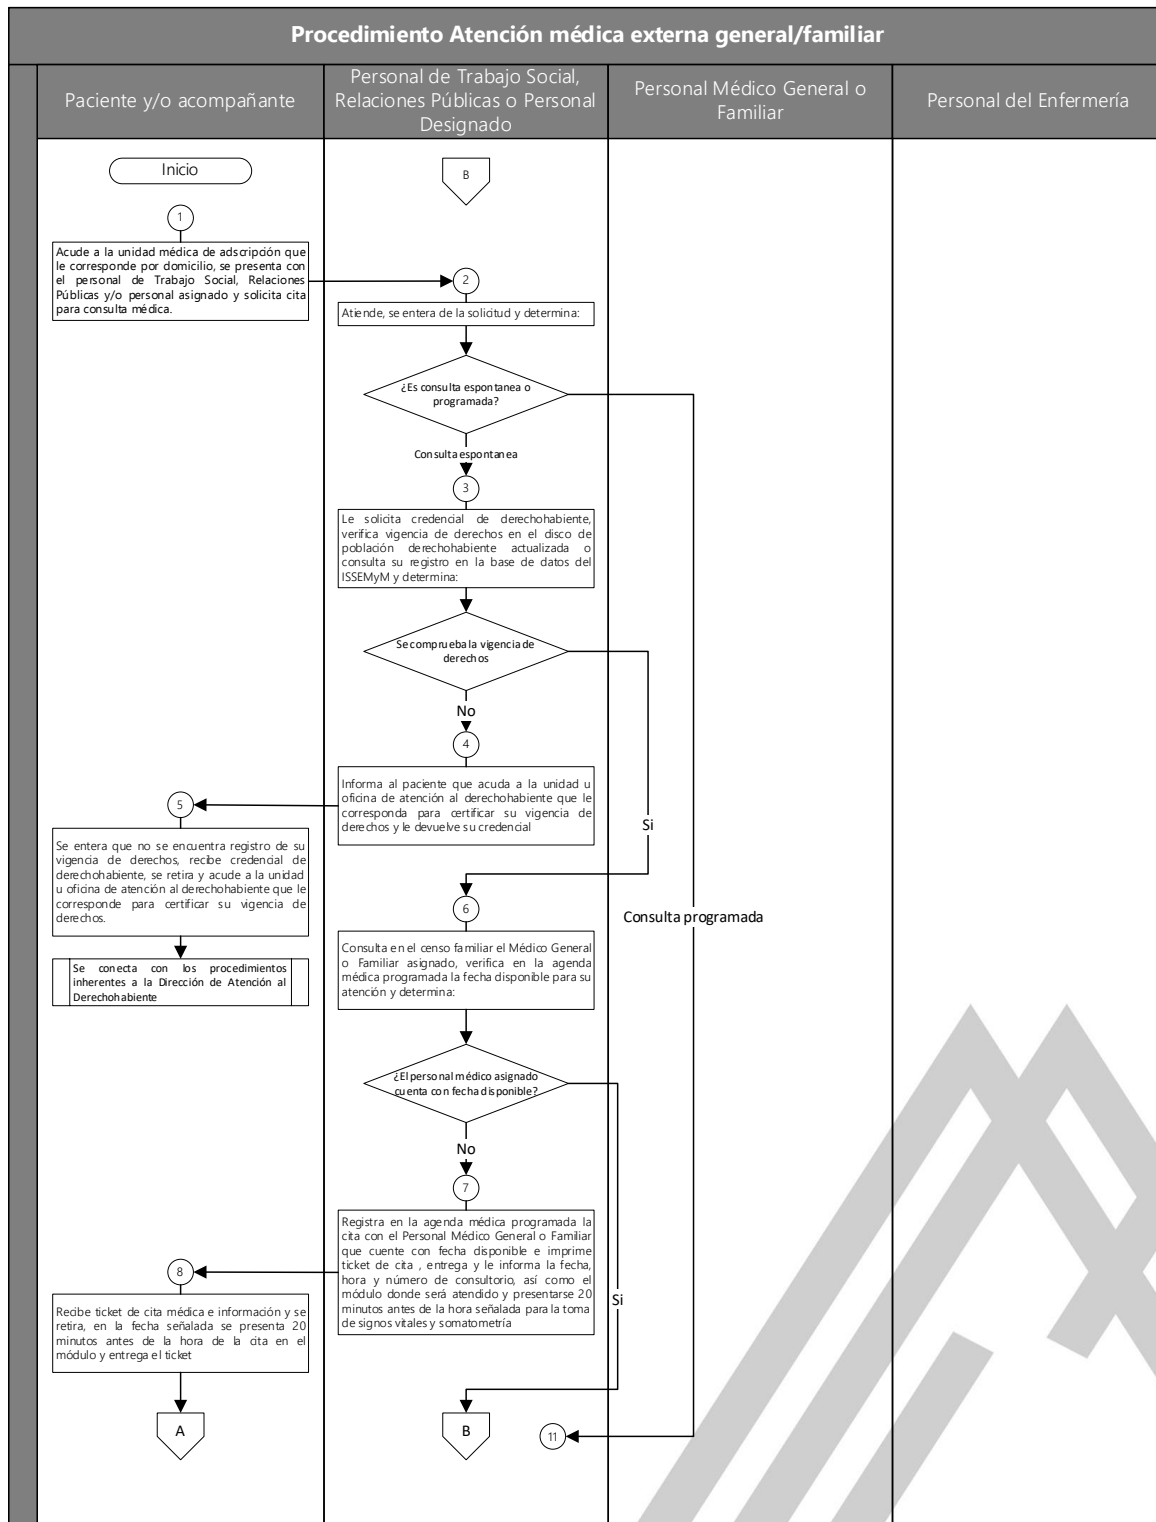 Procedimiento Atención médica externa general/familiar
Paciente y/o acompañante
Personal de Trabajo Social,
Relaciones Públicas o Personal
Designado
Personal Médico General o
Familiar
Personal del Enfermería
Inicio
B
1
Acude a la unidad médica de adscripción que
le corresponde por domicilio, se presenta con
el personal de Trabajo Social, Relaciones
Públicas y/o personal asignado y solicita cita
para consulta médica.
2
Atiende, se entera de la solicitud y determina:
¿Es consulta espontanea o
programada?
Consulta espontanea
3
Le solicita credencial de derechohabiente,
verifica vigencia de derechos en el disco de
población derechohabiente actualizada o
consulta su registro en la base de datos del
ISSEMyM y determina:
Se comprueba la vigencia de
derechos
No
4
Informa al paciente que acuda a la unidad u
oficina de atención al derechohabiente que le
corresponda para certificar su vigencia de
derechos y le devuelve su credencial
5
Se entera que no se encuentra registro de su
vigencia de derechos, recibe credencial de
derechohabiente, se retira y acude a la unidad
u oficina de atención al derechohabiente que le
corresponde para certificar su vigencia de
derechos.
Se conecta con los procedimientos
inherentes a la Dirección de Atención al
Derechohabiente
Si
6
Consulta programada
Consulta en el censo familiar el Médico General
o Familiar asignado, verifica en la agenda
médica programada la fecha disponible para su
atención y determina:
¿El personal médico asignado
cuenta con fecha disponible?
No
7
Registra en la agenda médica programada la
cita con el Personal Médico General o Familiar
que cuente con fecha disponible e imprime
ticket de cita , entrega y le informa la fecha,
hora y número de consultorio, así como el
módulo donde será atendido y presentarse 20
minutos antes de la hora señalada para la toma
de signos vitales y somatometría
8
Recibe ticket de cita médica e información y se
retira, en la fecha señalada se presenta 20
minutos antes de la hora de la cita en el
módulo y entrega el ticket
Si
A
B
11